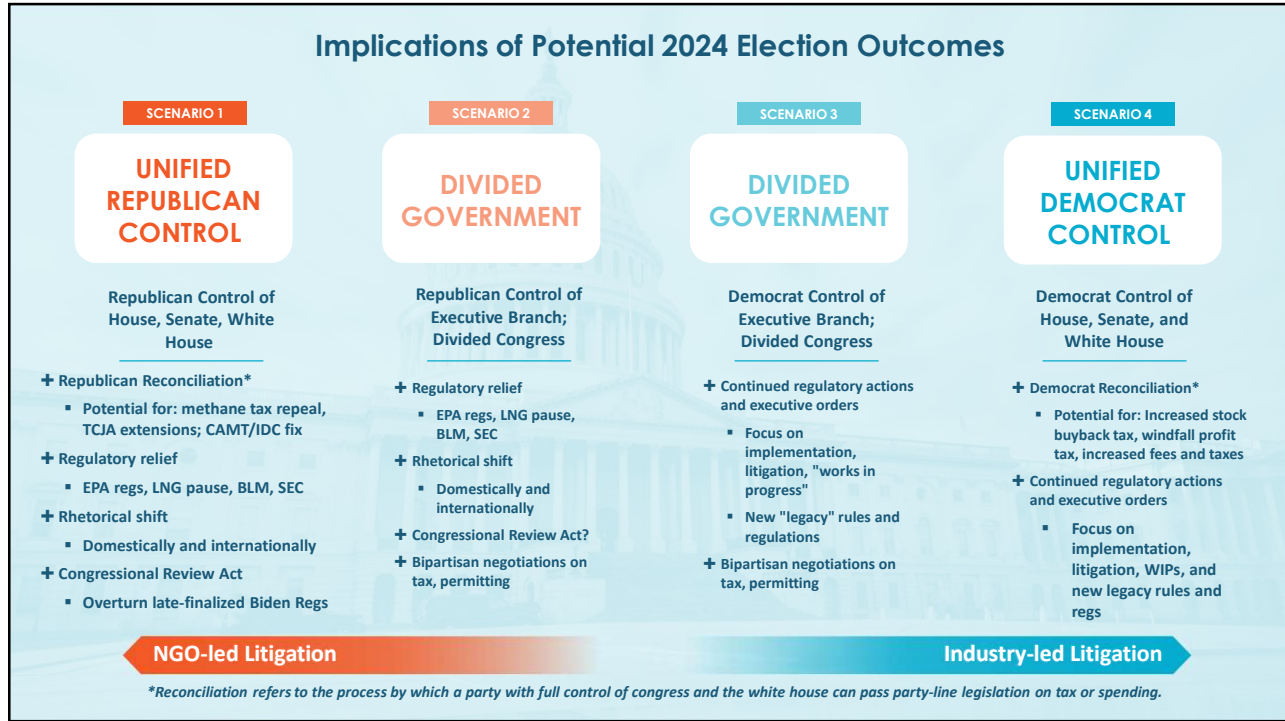 Implications of Potential 2024 Election Outcomes
SCENARIO 1
UNIFIED
REPUBLICAN
CONTROL
Republican Control of
House, Senate, White
House
+ Republican Reconciliation*
▪ Potential for: methane tax repeal,
TCJA extensions; CAMT/IDC fix
+ Regulatory relief
▪ EPA regs, LNG pause, BLM, SEC
+ Rhetorical shift
▪ Domestically and internationally
+ Congressional Review Act
▪ Overturn late-finalized Biden Regs
SCENARIO 2
DIVIDED
GOVERNMENT
Republican Control of
Executive Branch;
Divided Congress
+ Regulatory relief
▪ EPA regs, LNG pause,
BLM, SEC
+ Rhetorical shift
▪ Domestically and
internationally
+ Congressional Review Act?
+ Bipartisan negotiations on
tax, permitting
SCENARIO 3
DIVIDED
GOVERNMENT
Democrat Control of
Executive Branch;
Divided Congress
+ Continued regulatory actions
and executive orders
▪ Focus on
implementation,
litigation, "works in
progress"
▪ New "legacy" rules and
regulations
+ Bipartisan negotiations on
tax, permitting
SCENARIO 4
UNIFIED
DEMOCRAT
CONTROL
Democrat Control of
House, Senate, and
White House
+ Democrat Reconciliation*
▪ Potential for: Increased stock
buyback tax, windfall profit
tax, increased fees and taxes
+ Continued regulatory actions
and executive orders
▪ Focus on
implementation,
litigation, WIPs, and
new legacy rules and
regs
NGO-led Litigation
Industry-led Litigation
*Reconciliation refers to the process by which a party with full control of congress and the white house can pass party-line legislation on tax or spending.